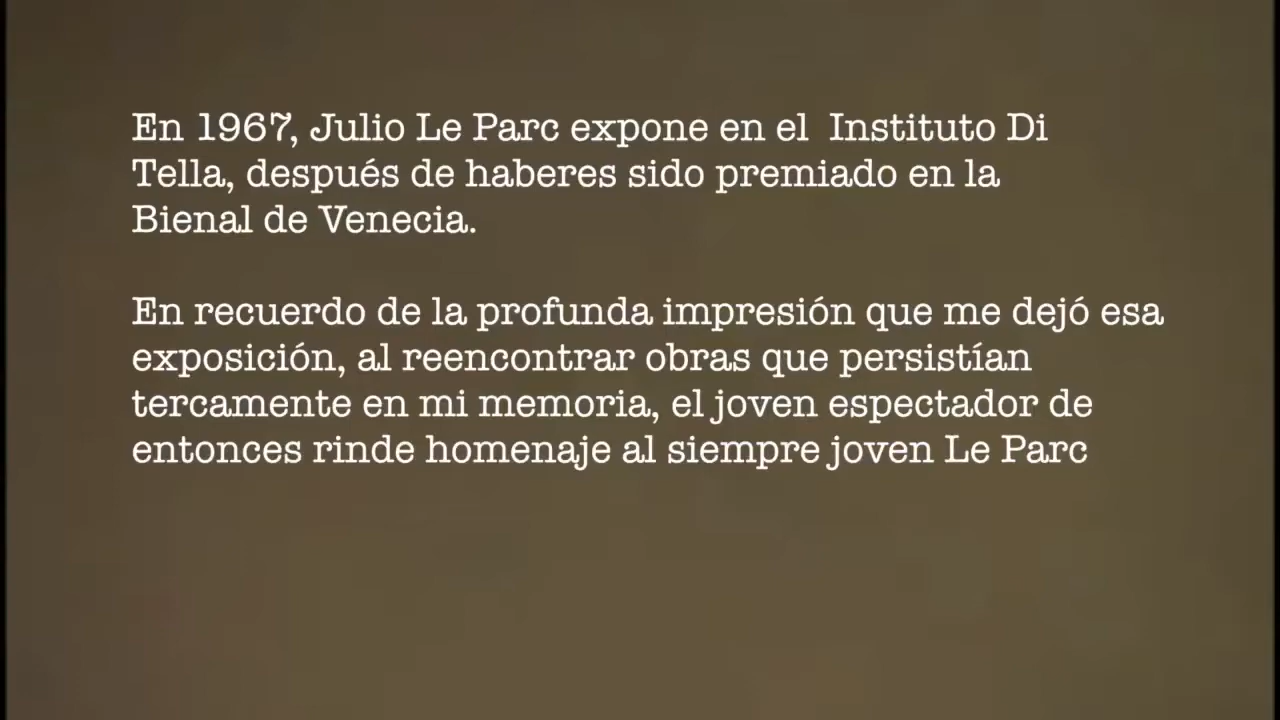 En 1967, Julio Le Parc expone en el  Instituto Di
Tella, después de haberes sido premiado en la
Bienal de Venecia.
En recuerdo de la profunda impresión que me dejó esa
exposición, al reencontrar obras que persistían
tercamente en mi memoria, el joven espectador de
entonces rinde homenaje al siempre joven Le Parc